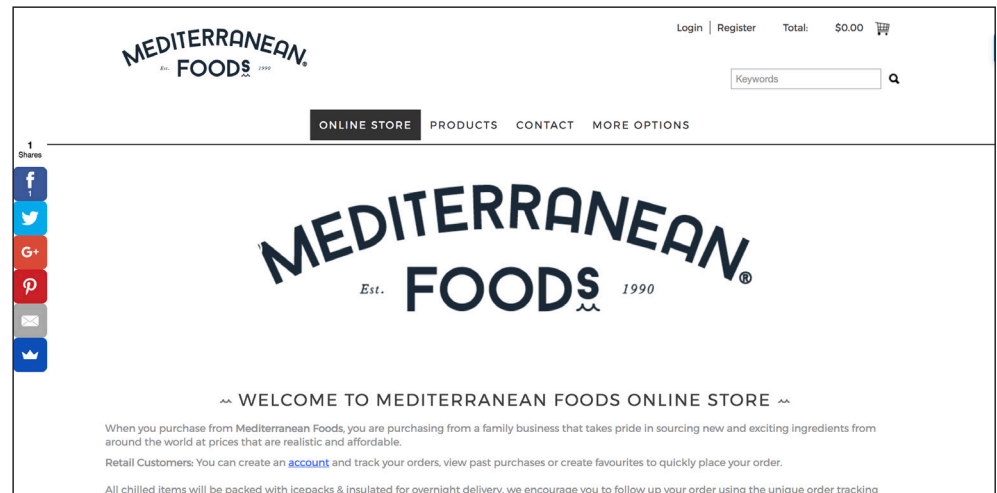 MEDITERRANEAN®
Est. FOODS 1990
Login | Register Total: $0.00
Keywords
ONLINE STORE PRODUCTS CONTACT MORE OPTIONS
1
Shares
f
1
G+
MEDITERRANEAN®
Est. FOODS 1990
WELCOME TO MEDITERRANEAN FOODS ONLINE STORE
When you purchase from Mediterranean Foods, you are purchasing from a family business that takes pride in sourcing new and exciting ingredients from
around the world at prices that are realistic and affordable.
Retail Customers: You can create an account and track your orders, view past purchases or create favourites to quickly place your order.
All chilled items will be packed with icepacks & insulated for overnight delivery, we encourage you to follow up your order using the unique order tracking